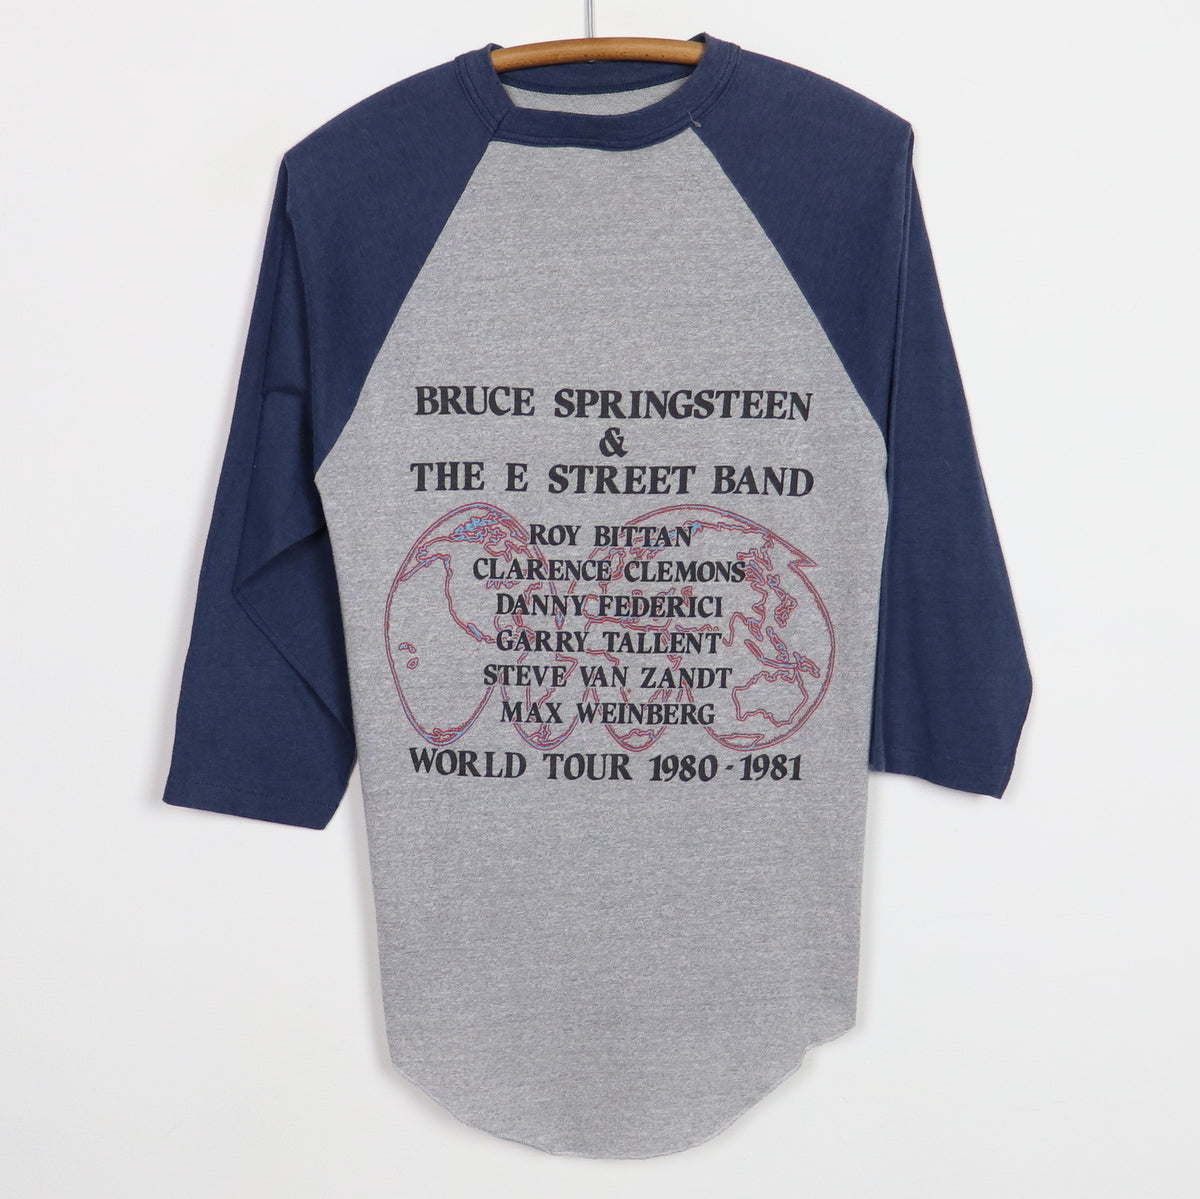 BRUCE SPRINGSTEEN
&
THE E STREET BAND
ROY BITTAN
CLARENCE CLEMONS
DANNY FEDERICI
GARRY TALLENT
STEVE VAN ZANDT
MAX WEINBERG
WORLD TOUR 1980-1981